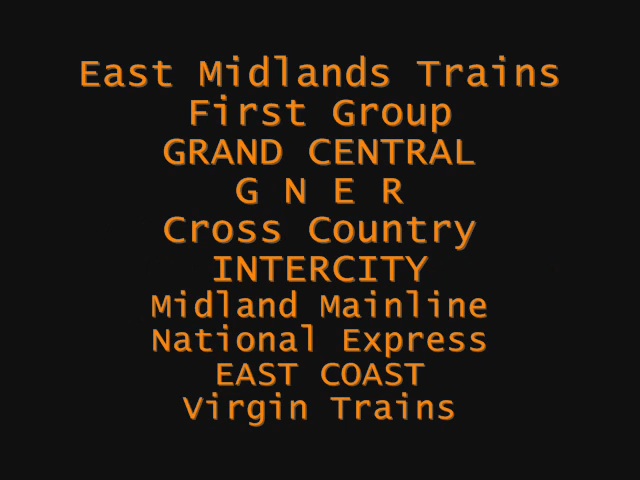 East Midlands Trains
First Group
GRAND CENTRAL
G N E R
Cross Country
INTERCITY
Midland Mainline
National Express
EAST COAST
Virgin Trains